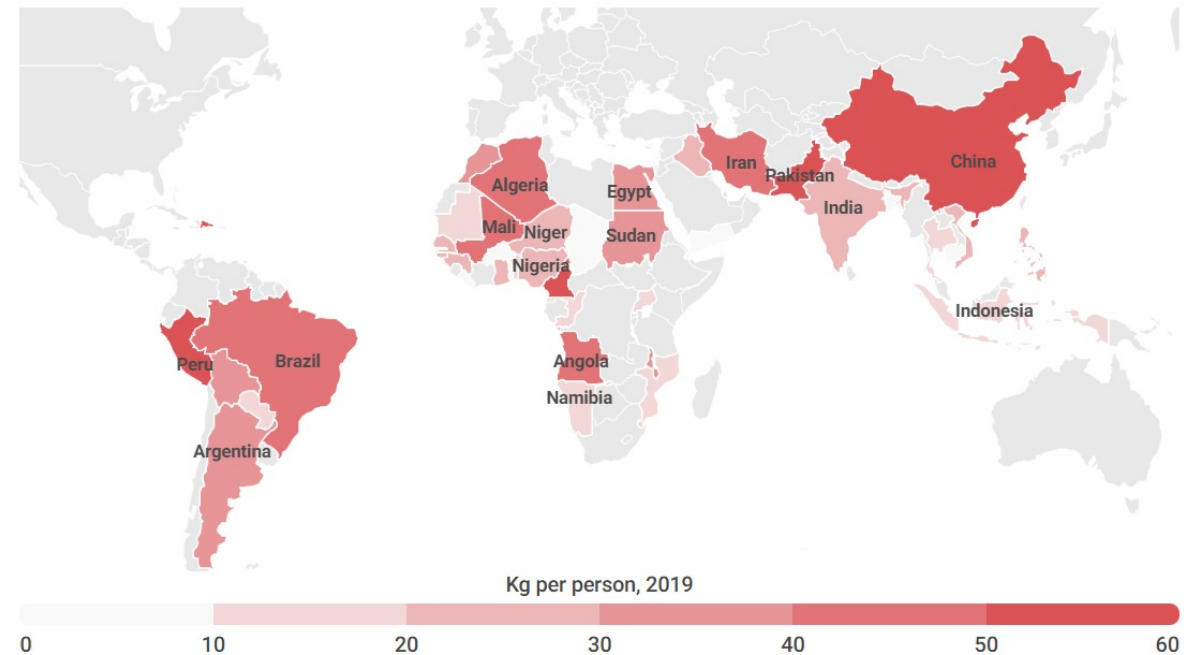 China
Iran
Pakistan
Algeria
Egypt
India
Mali
Niger
Sudan
Nigeria
Indonesia
Peru
Brazil
Angola
Namibia
Argentina
Kg per person, 2019
0 10 20 30 40 50 60